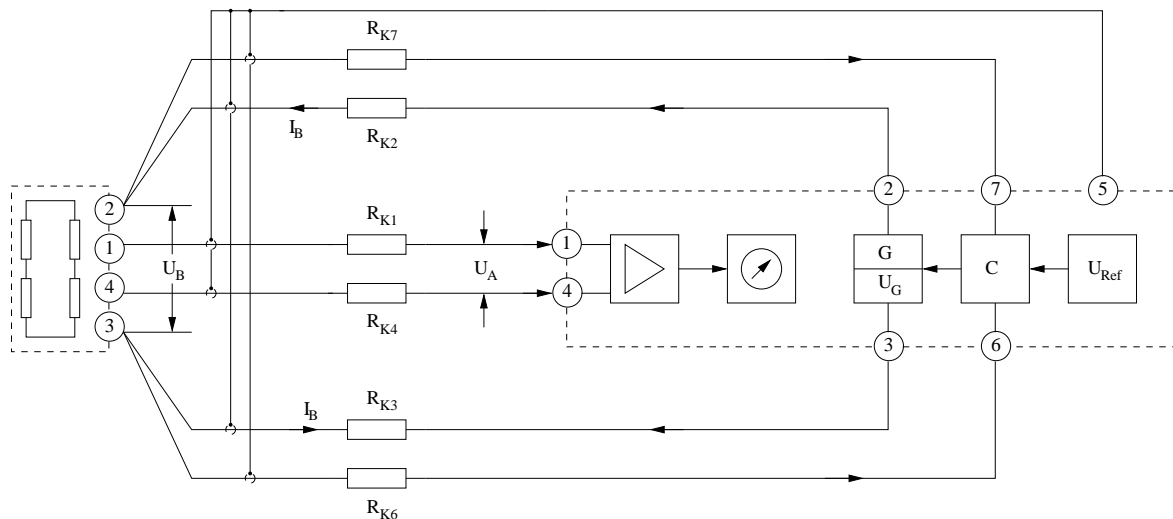 R_K7
I_B
R_K2
2 7 5
2
R_K1
1
1
U_B
U_A
G
U_G
C
U_Ref
4
4
R_K4
3
3 6
I_B
R_K3
R_K6